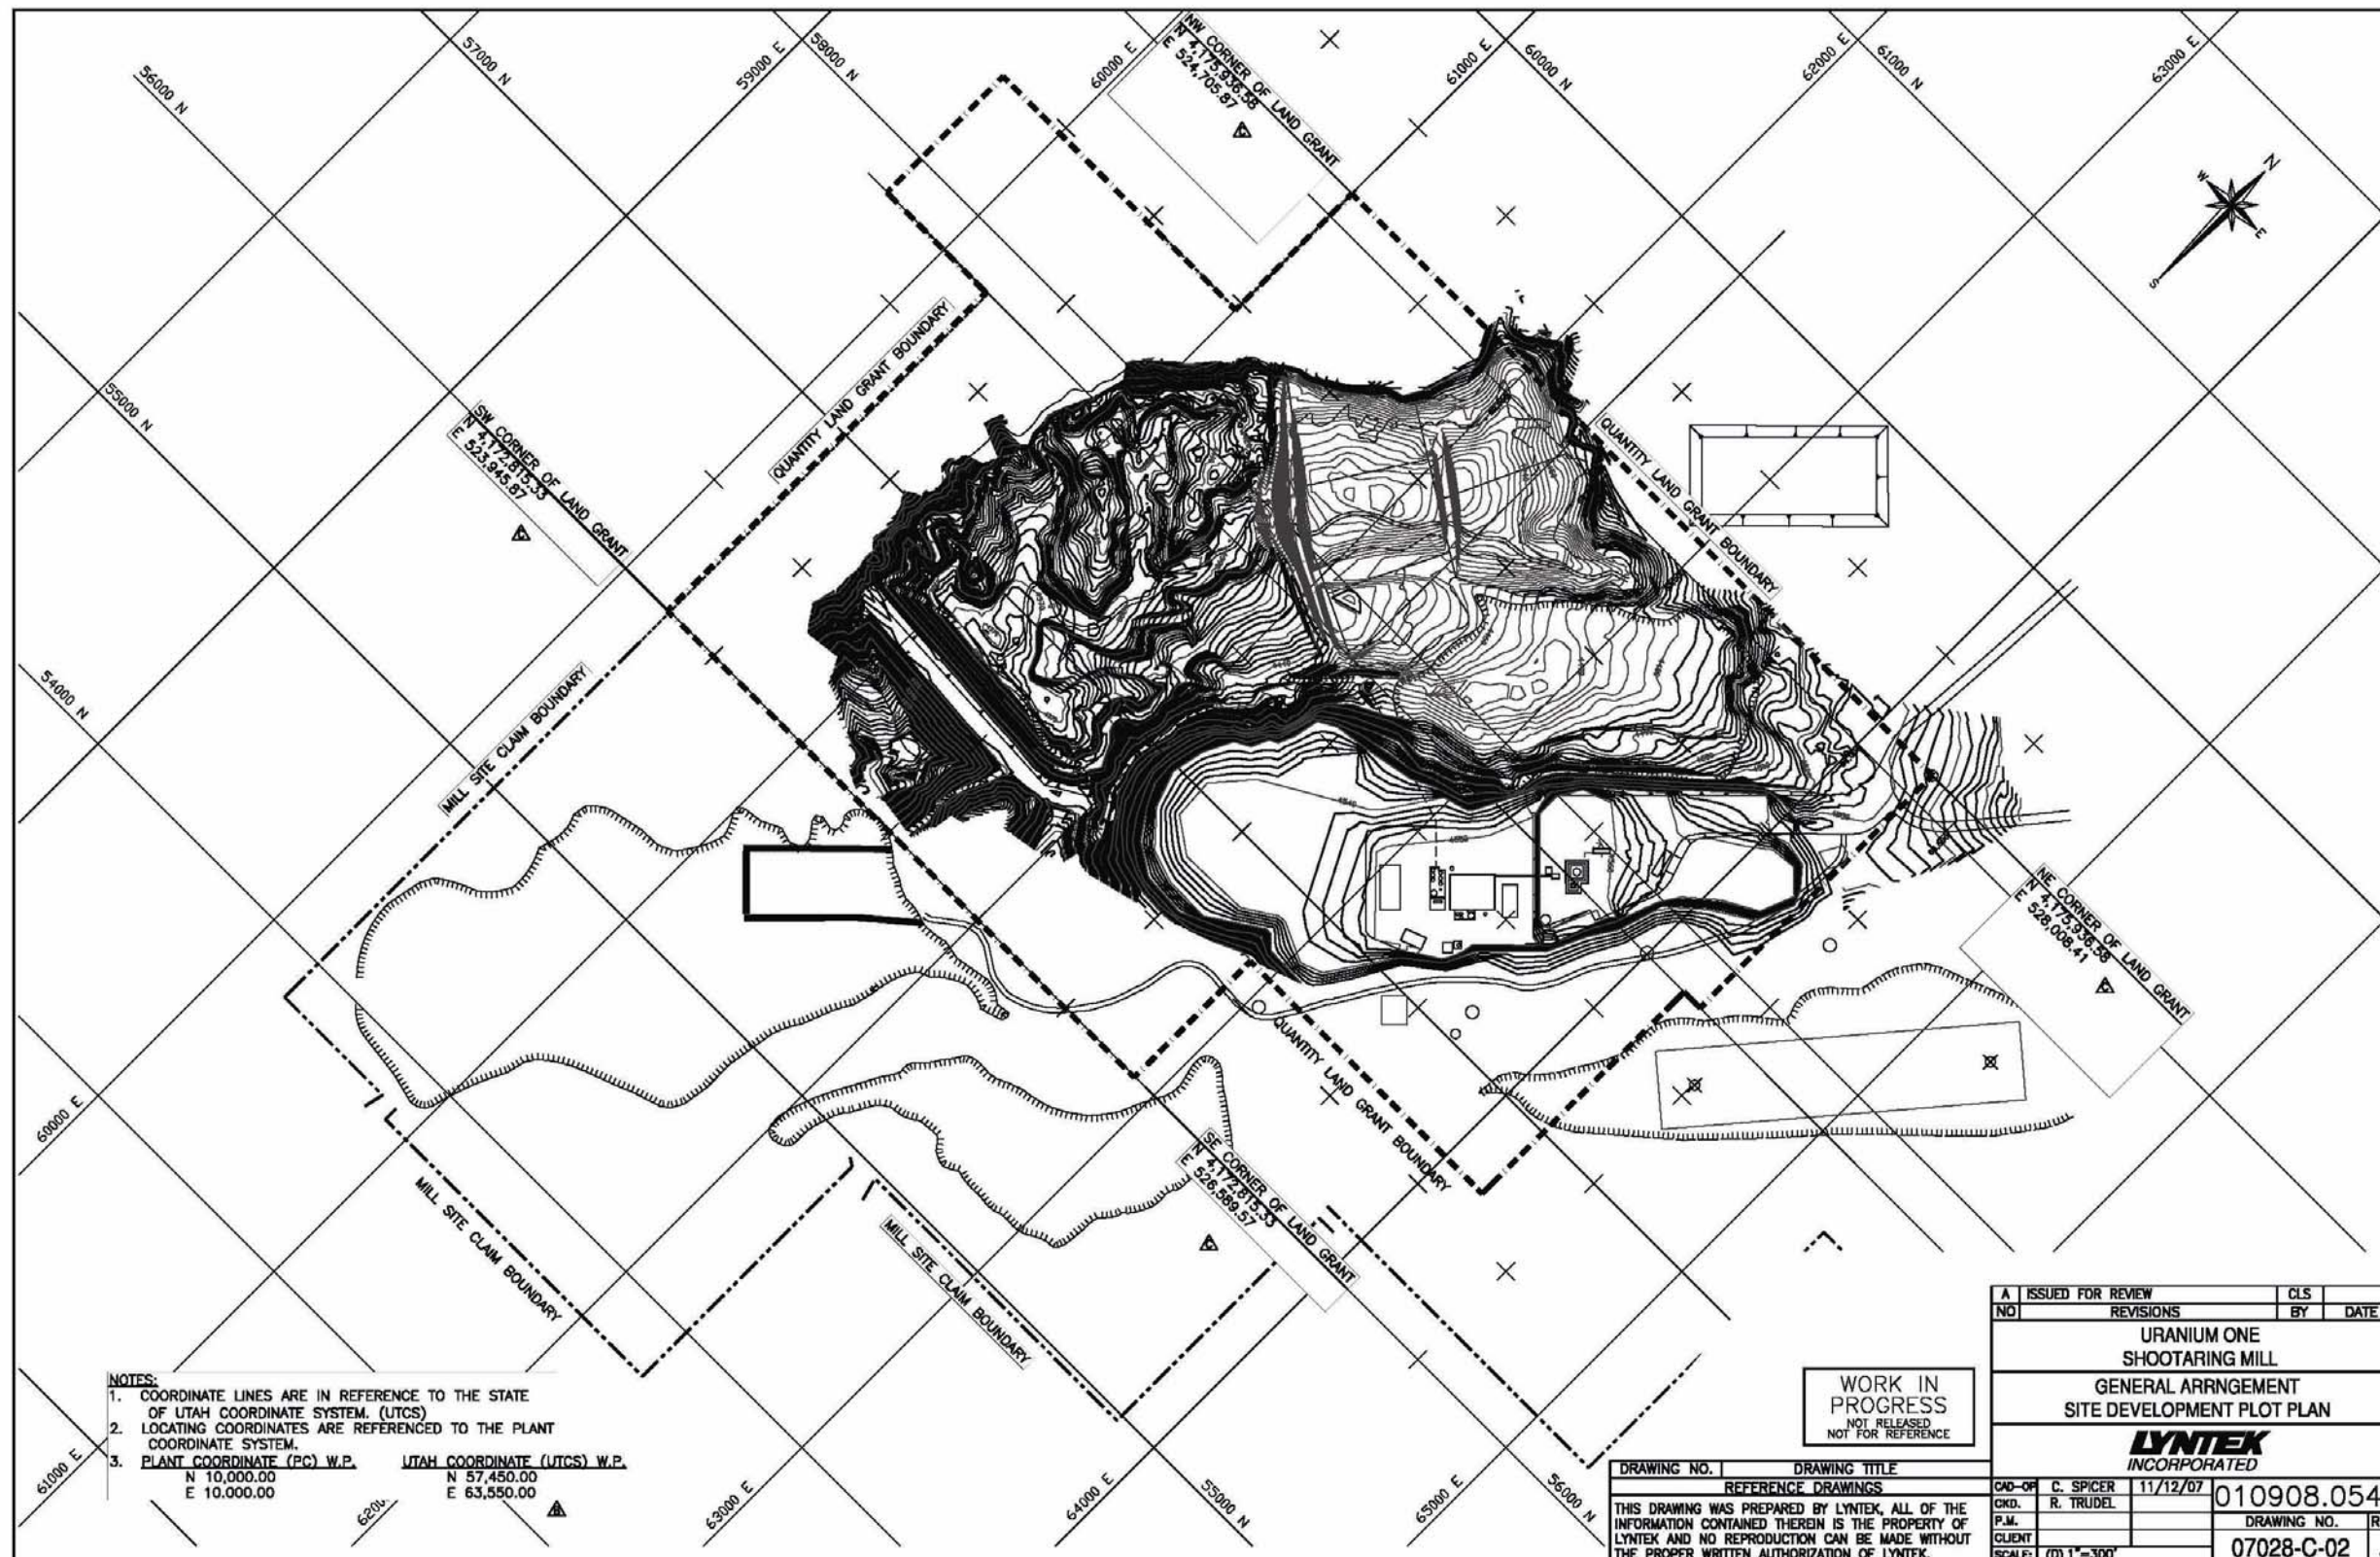 56000 N
57000 N
59000 E
58000 N
60000 E
NW CORNER OF LAND GRANT
N 4,175,936.58
E 524,705.87
C
61000 E
60000 N
62000 E
61000 N
63000 E
N
W
E
S
55000 N
SW CORNER OF LAND GRANT
N 4,172,815.33
E 523,945.87
C
QUANTITY LAND GRANT BOUNDARY
QUANTITY LAND GRANT BOUNDARY
54000 N
MILL SITE CLAIM BOUNDARY
4840
4850
NE CORNER OF LAND GRANT
N 4,175,936.58
E 528,008.41
C
60000 E
QUANTITY LAND GRANT BOUNDARY
SE CORNER OF LAND GRANT
N 4,172,815.33
E 526,589.57
C
MILL SITE CLAIM BOUNDARY
MILL SITE CLAIM BOUNDARY
61000 E
63000 E
64000 E
55000 N
65000 E
56000 N
NOTES:
1. COORDINATE LINES ARE IN REFERENCE TO THE STATE
OF UTAH COORDINATE SYSTEM. (UTCS)
2. LOCATING COORDINATES ARE REFERENCED TO THE PLANT
COORDINATE SYSTEM.
3. PLANT COORDINATE (PC) W.P. UTAH COORDINATE (UTCS) W.P.
N 10,000.00 N 57,450.00
E 10.000.00 E 63,550.00
B
WORK IN
PROGRESS
NOT RELEASED
NOT FOR REFERENCE
DRAWING NO. DRAWING TITLE
REFERENCE DRAWINGS
THIS DRAWING WAS PREPARED BY LYNTEK, ALL OF THE
INFORMATION CONTAINED THEREIN IS THE PROPERTY OF
LYNTEK AND NO REPRODUCTION CAN BE MADE WITHOUT
THE PROPER WRITTEN AUTHORIZATION OF LYNTEK.
A ISSUED FOR REVIEW CLS
NO REVISIONS BY DATE
URANIUM ONE
SHOOTARING MILL
GENERAL ARRNGEMENT
SITE DEVELOPMENT PLOT PLAN
LYNTEK
INCORPORATED
CAD-OP C. SPICER 11/12/07 010908.054
CKD. R. TRUDEL
P.M. DRAWING NO.
CLIENT 07028-C-02
SCALE: (D) 1"=300'